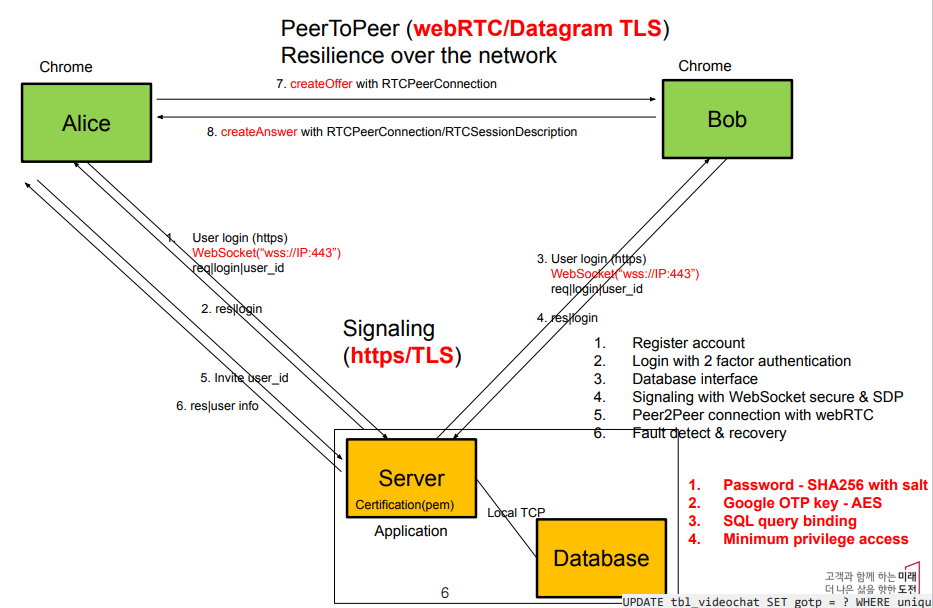 PeerToPeer (webRTC/Datagram TLS)
Resilience over the network
Chrome
Chrome
7. createOffer with RTCPeerConnection
Alice
Bob
8. createAnswer with RTCPeerConnection/RTCSessionDescription
1. User login (https)
WebSocket(“wss://IP:443”)
req|login|user_id
2. res|login
3. User login (https)
WebSocket(“wss://IP:443”)
req|login|user_id
4. res|login
Signaling
(https/TLS)
5. Invite user_id
6. res|user info
1. Register account
2. Login with 2 factor authentication
3. Database interface
4. Signaling with WebSocket secure & SDP
5. Peer2Peer connection with webRTC
6. Fault detect & recovery
Server
Certification(pem)
Application
Local TCP
Database
1. Password - SHA256 with salt
2. Google OTP key - AES
3. SQL query binding
4. Minimum privilege access
고객과 함께 하는 미래
더 나은 삶을 향한 도전
6
UPDATE tbl_videochat SET gotp = ? WHERE uniqu